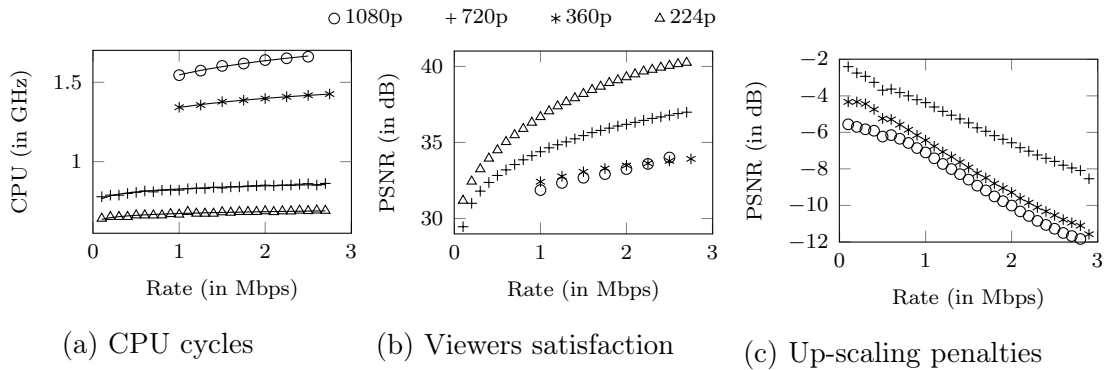 1080p 720p 360p 224p
CPU (in GHz)
1.5
1
0 1 2 3
Rate (in Mbps)
(a) CPU cycles
PSNR (in dB)
40
35
30
0 1 2 3
Rate (in Mbps)
(b) Viewers satisfaction
PSNR (in dB)
−2
−4
−6
−8
−10
−12
0 1 2 3
Rate (in Mbps)
(c) Up-scaling penalties